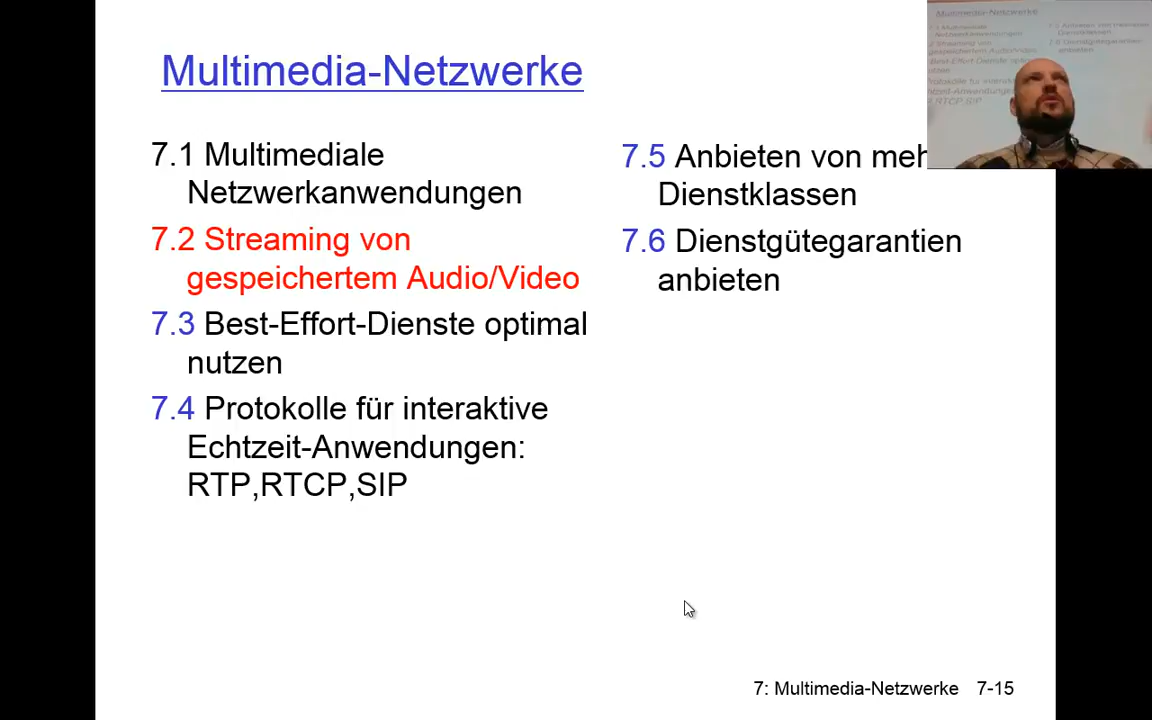 Multimedia-Netzwerke
7.1 Multimediale
Netzwerkanwendungen
7.2 Streaming von
gespeichertem Audio/Video
7.3 Best-Effort-Dienste optimal
nutzen
7.4 Protokolle für interaktive
Echtzeit-Anwendungen:
RTP,RTCP,SIP
7.5 Anbieten von
Dienstklassen
7.6 Dienstgütegarantien
anbieten
7: Multimedia-Netzwerke 7-15